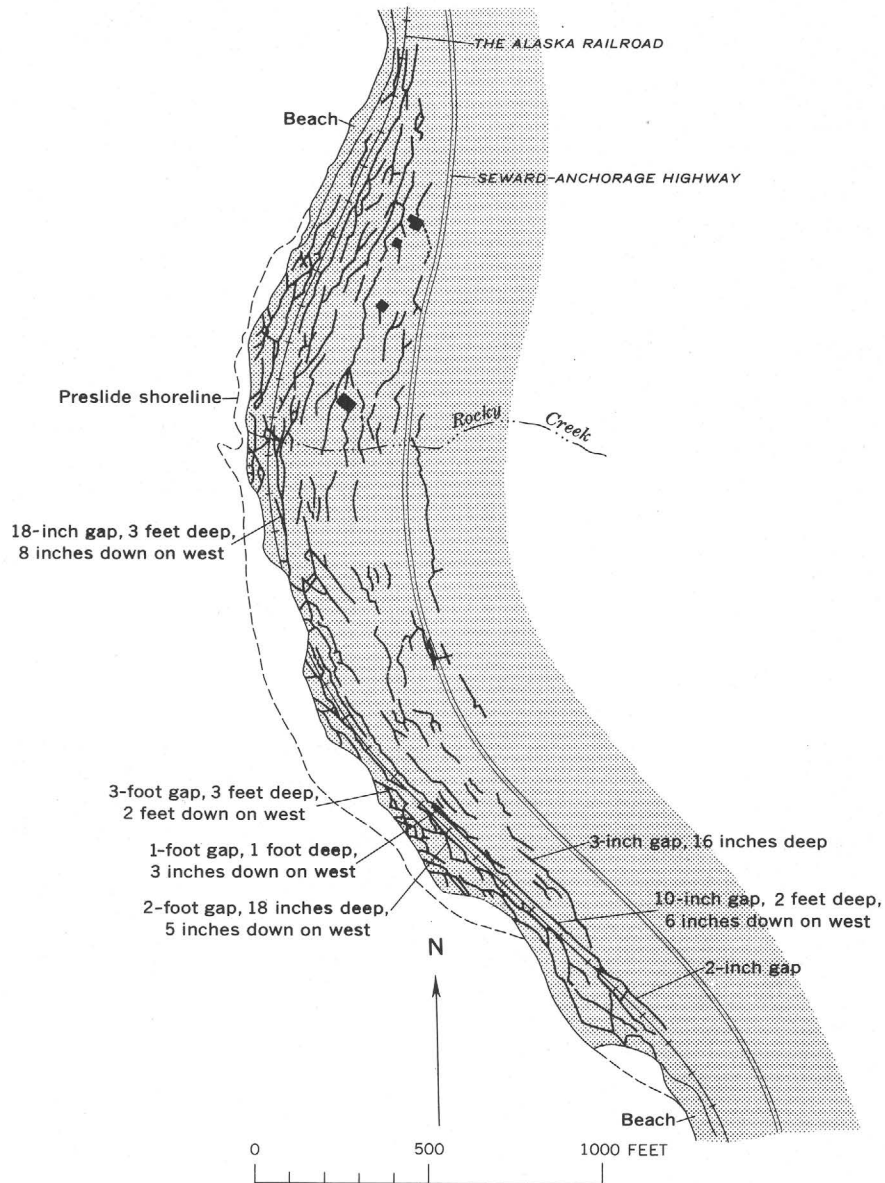 THE ALASKA RAILROAD
Beach
SEWARD-ANCHORAGE HIGHWAY
Preslide shoreline
Rocky Creek
18-inch gap, 3 feet deep,
8 inches down on west
3-foot gap, 3 feet deep,
2 feet down on west
1-foot gap, 1 foot deep,
3 inches down on west
3-inch gap, 16 inches deep
2-foot gap, 18 inches deep,
5 inches down on west
10-inch gap, 2 feet deep,
6 inches down on west
N
2-inch gap
Beach
0 500 1000 FEET